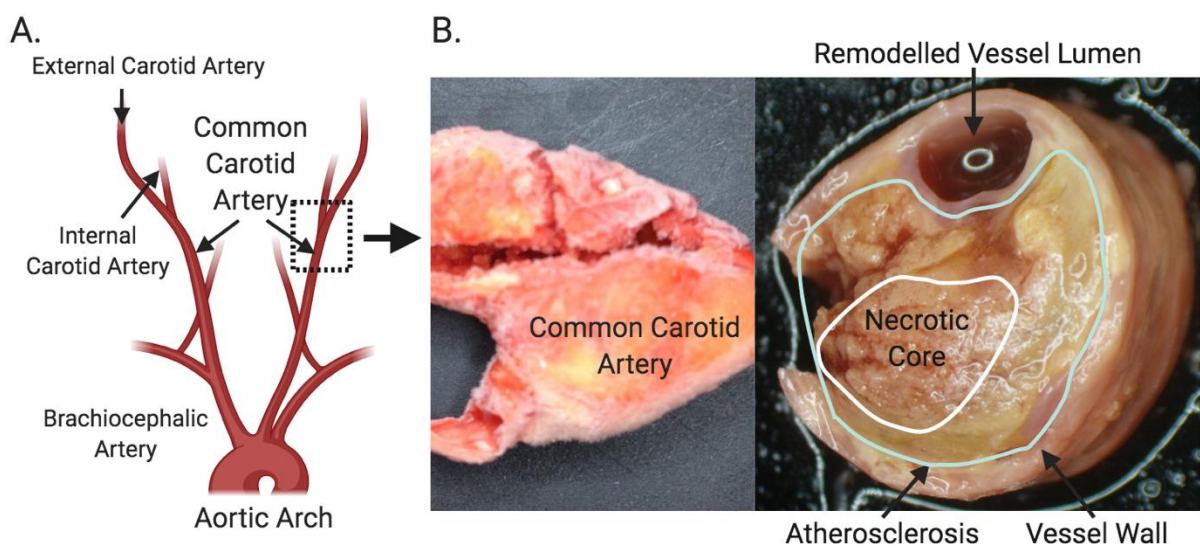 A.
External Carotid Artery
Common
Carotid
Artery
Internal
Carotid Artery
Brachiocephalic
Artery
Aortic Arch
B.
Remodelled Vessel Lumen
Common Carotid
Artery
Necrotic
Core
Atherosclerosis
Vessel Wall